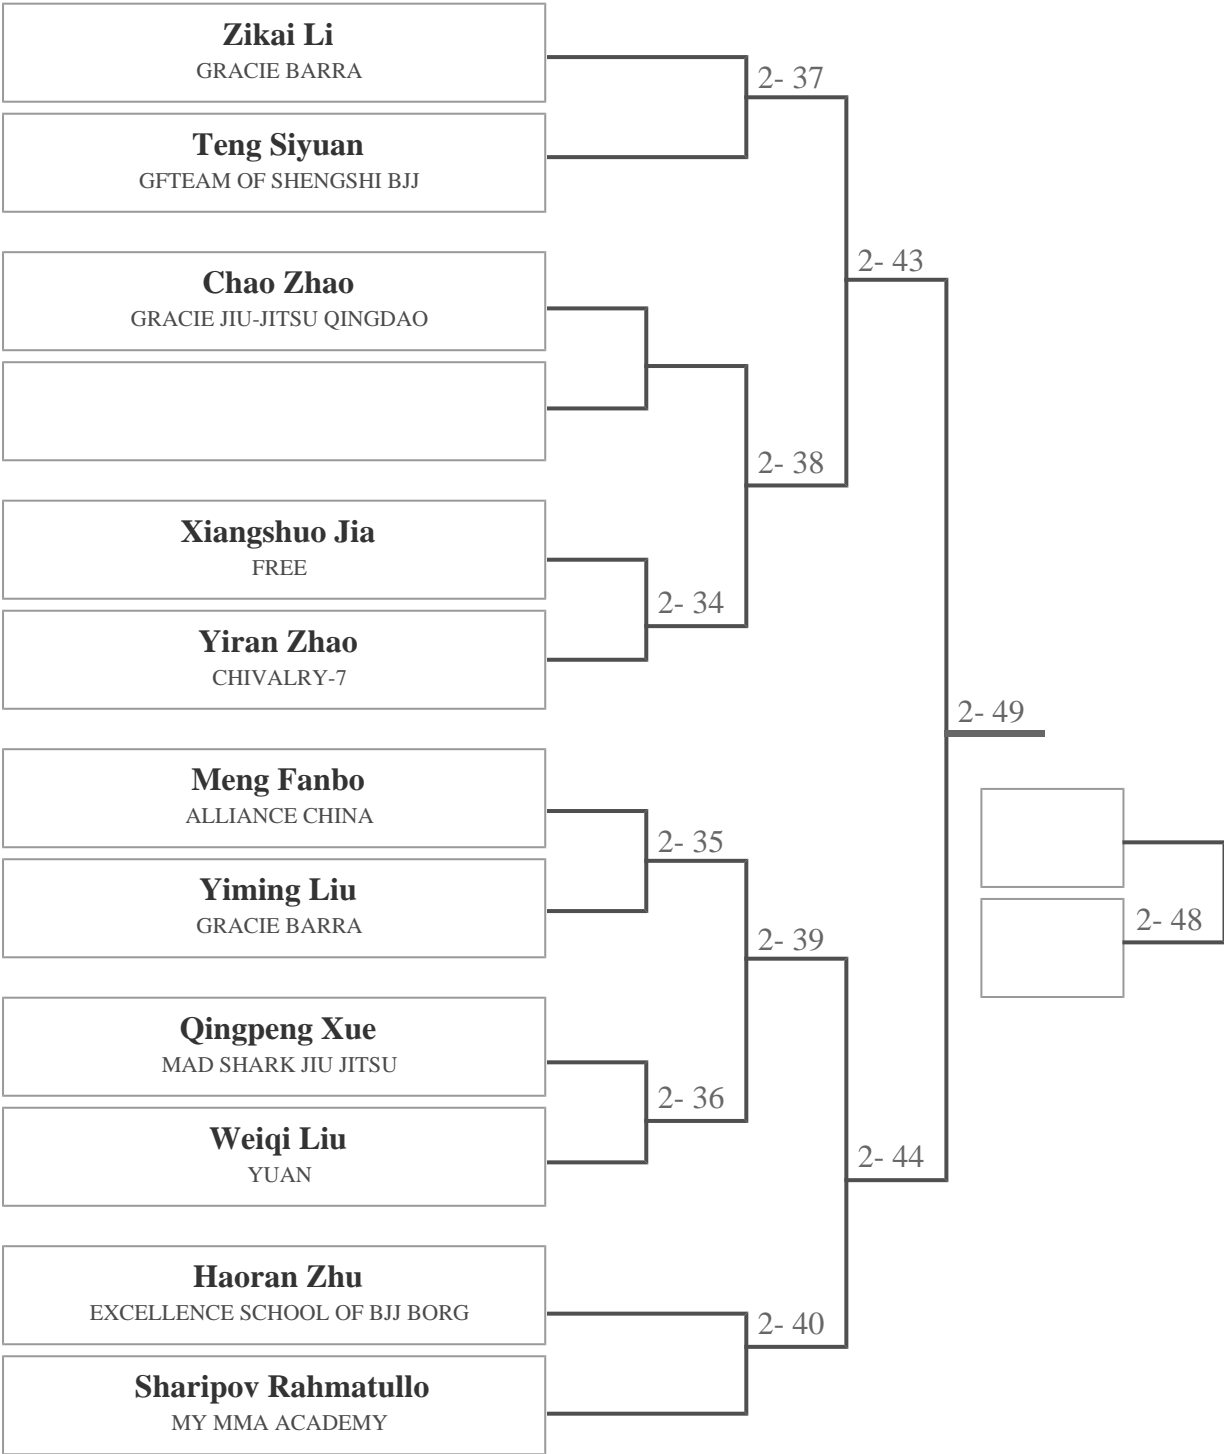 Zikai Li
GRACIE BARRA
2- 37
Teng Siyuan
GFTEAM OF SHENGSHI BJJ
2- 43
Chao Zhao
GRACIE JIU-JITSU QINGDAO
2- 38
Xiangshuo Jia
FREE
2- 34
Yiran Zhao
CHIVALRY-7
2- 49
Meng Fanbo
ALLIANCE CHINA
2- 35
Yiming Liu
GRACIE BARRA
2- 48
2- 39
Qingpeng Xue
MAD SHARK JIU JITSU
2- 36
Weiqi Liu
YUAN
2- 44
Haoran Zhu
EXCELLENCE SCHOOL OF BJJ BORG
2- 40
Sharipov Rahmatullo
MY MMA ACADEMY